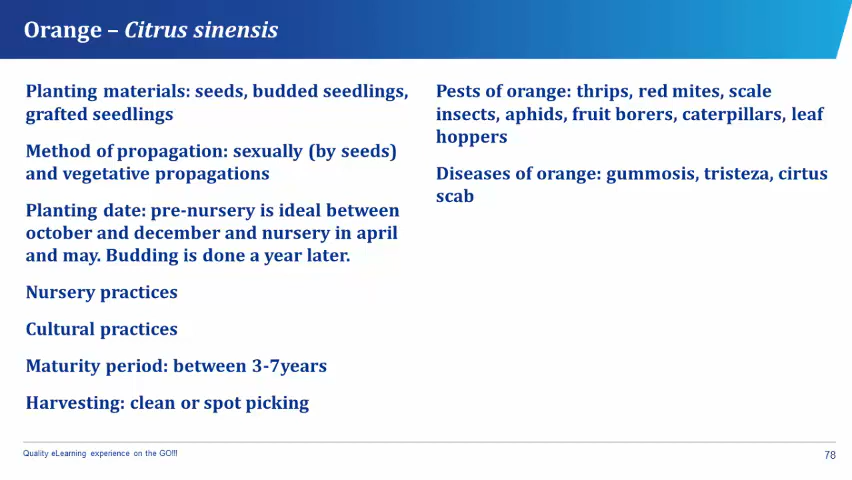 Orange – Citrus sinensis
Planting materials: seeds, budded seedlings,
grafted seedlings
Method of propagation: sexually (by seeds)
and vegetative propagations
Planting date: pre-nursery is ideal between
october and december and nursery in april
and may. Budding is done a year later.
Nursery practices
Cultural practices
Maturity period: between 3-7years
Harvesting: clean or spot picking
Pests of orange: thrips, red mites, scale
insects, aphids, fruit borers, caterpillars, leaf
hoppers
Diseases of orange: gummosis, tristeza, cirtus
scab
Quality eLearning experience on the GO!!!
78